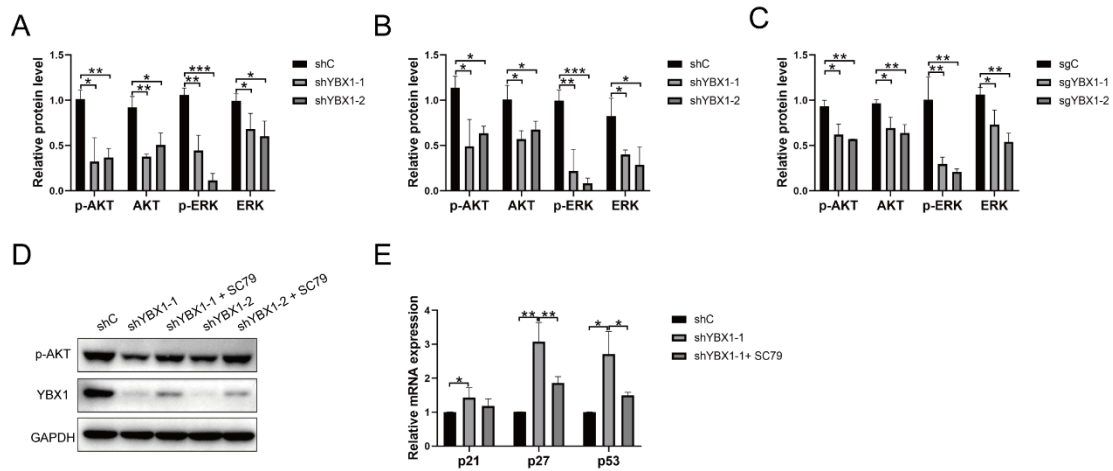 A
Relative protein level
1.5
1.0
0.5
0.0
** * * ** *** ** * *
p-AKT AKT p-ERK ERK
shC
shYBX1-1
shYBX1-2
B
Relative protein level
1.5
1.0
0.5
0.0
* * * * *** ** * *
p-AKT AKT p-ERK ERK
shC
shYBX1-1
shYBX1-2
C
Relative protein level
1.5
1.0
0.5
0.0
** * ** * ** ** ** *
p-AKT AKT p-ERK ERK
sgC
sgYBX1-1
sgYBX1-2
D
shC
shYBX1-1
shYBX1-1 + SC79
shYBX1-2
shYBX1-2 + SC79
p-AKT
YBX1
GAPDH
E
Relative mRNA expression
4
3
2
1
0
* ** ** * *
p21 p27 p53
shC
shYBX1-1
shYBX1-1+ SC79